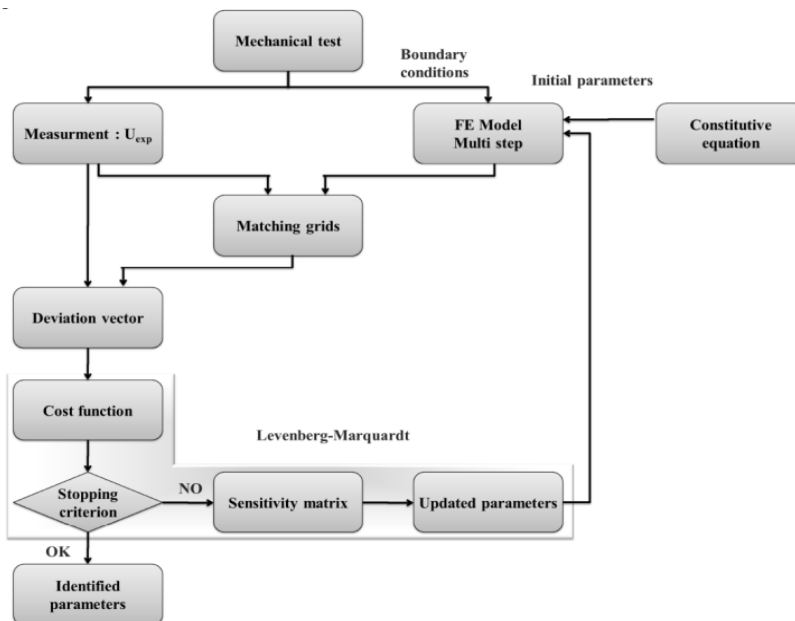 Mechanical test
Boundary
conditions
Initial parameters
Measurment : Uexp
FE Model
Multi step
Constitutive
equation
Matching grids
Deviation vector
Cost function
Levenberg-Marquardt
Stopping
criterion
NO
Sensitivity matrix
Updated parameters
OK
Identified
parameters